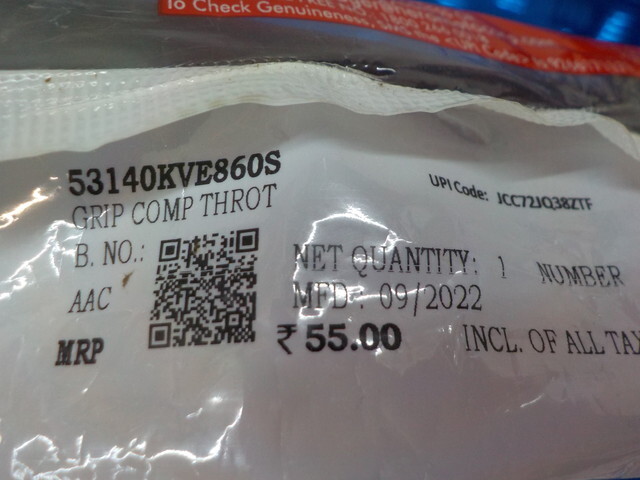 To Check Genuineness,
53140KVE860S
UPI Code: JCC72JQ38ZTF
GRIP COMP THROT
B. NO.:
NET QUANTITY: 1 NUMBER
AAC
MFD.: 09/2022
MRP ₹ 55.00 INCL. OF ALL TAX